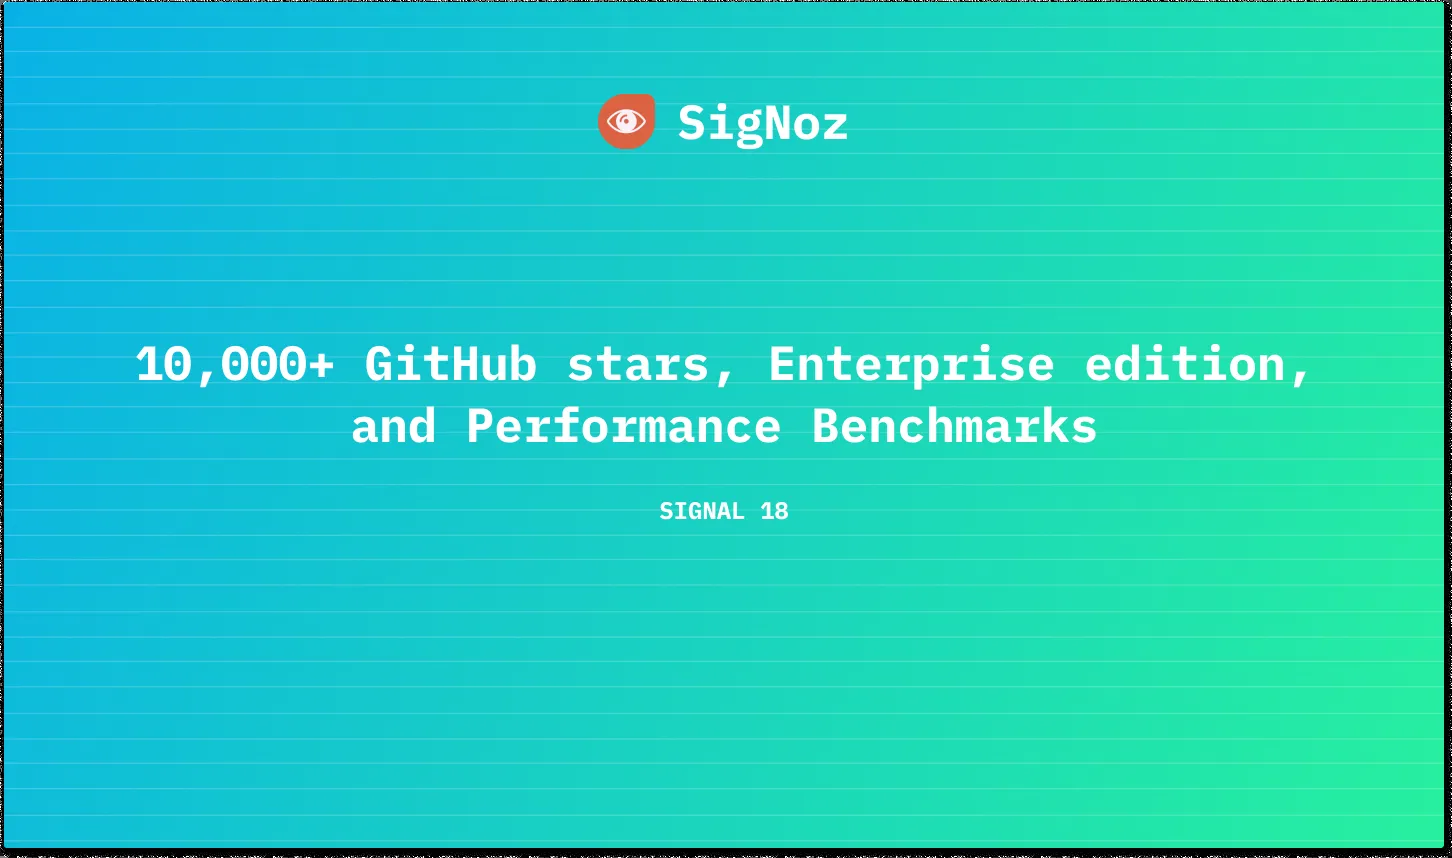 SigNoz
10,000+ GitHub stars, Enterprise edition,
and Performance Benchmarks
SIGNAL 18